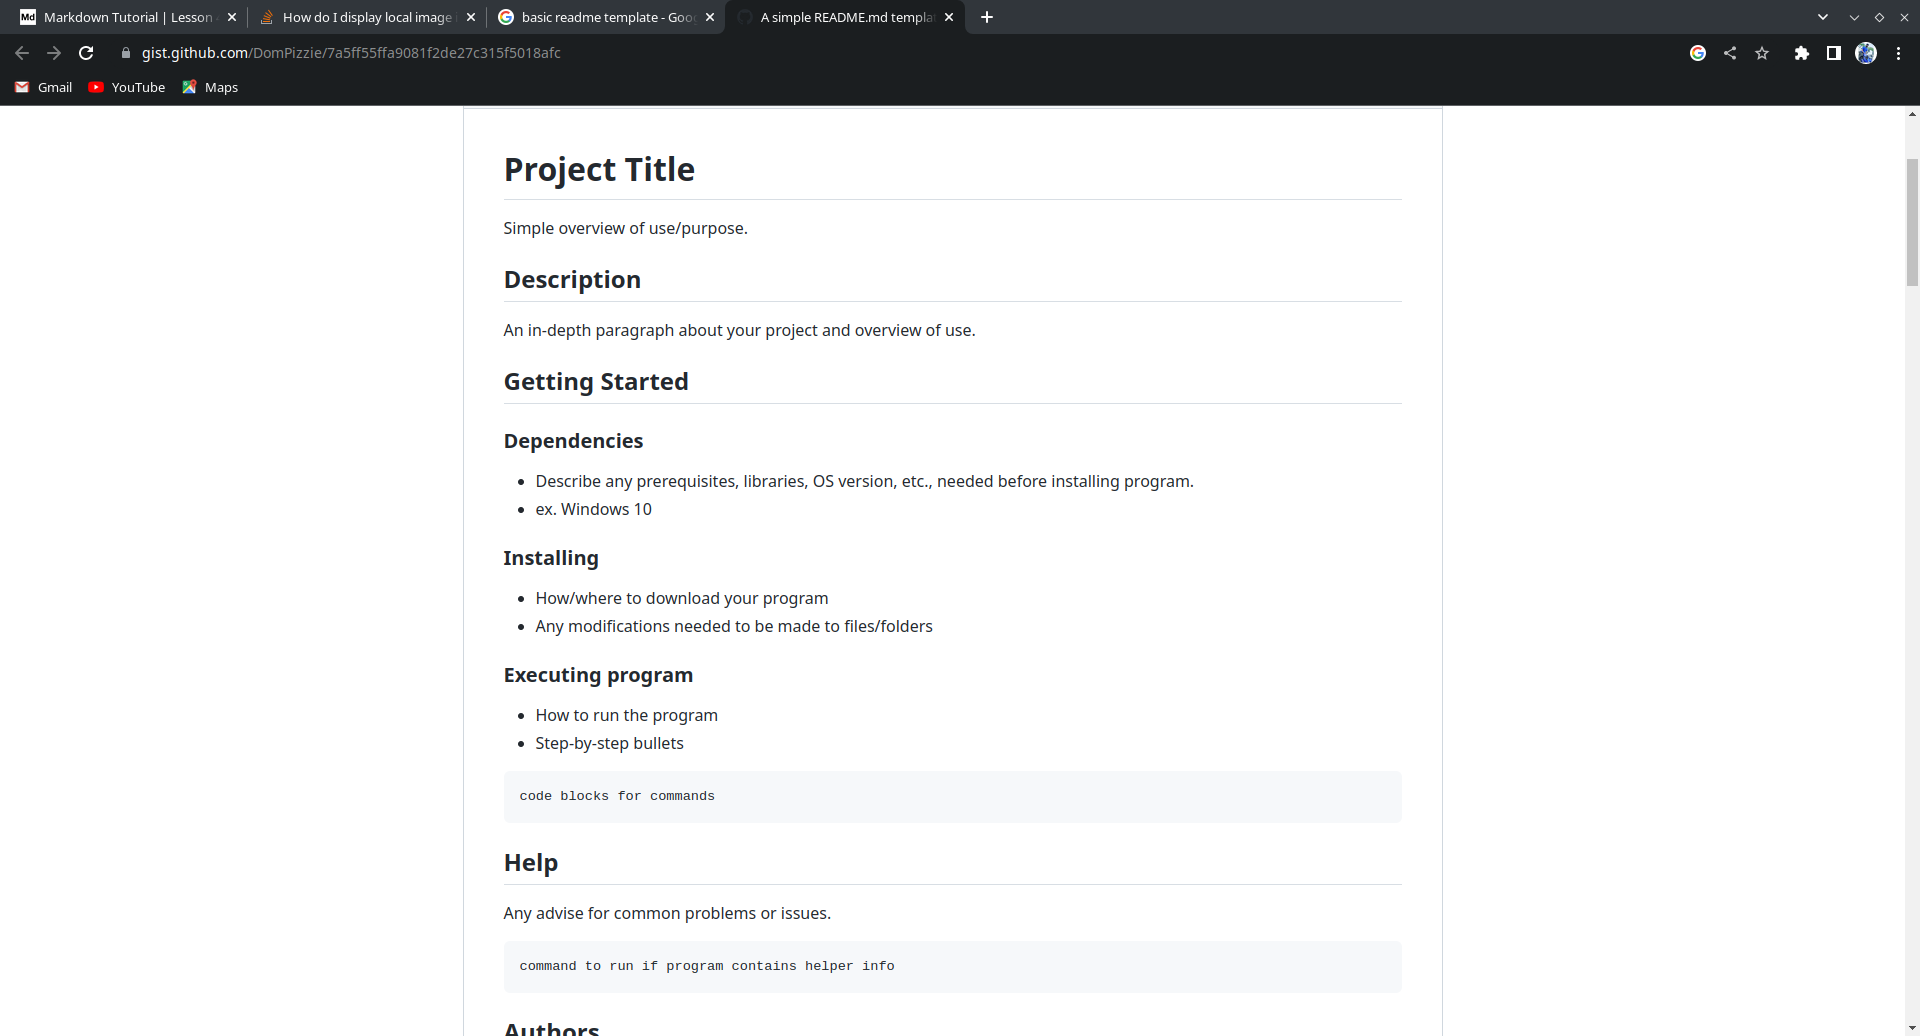 Md Markdown Tutorial | Lesson
How do I display local image
basic readme template - Goo
A simple README.md templa
gist.github.com/DomPizzie/7a5ff55ffa9081f2de27c315f5018afc
Gmail
YouTube
Maps
Project Title
Simple overview of use/purpose.
Description
An in-depth paragraph about your project and overview of use.
Getting Started
Dependencies
• Describe any prerequisites, libraries, OS version, etc., needed before installing program.
• ex. Windows 10
Installing
• How/where to download your program
• Any modifications needed to be made to files/folders
Executing program
• How to run the program
• Step-by-step bullets
code blocks for commands
Help
Any advise for common problems or issues.
command to run if program contains helper info
Authors